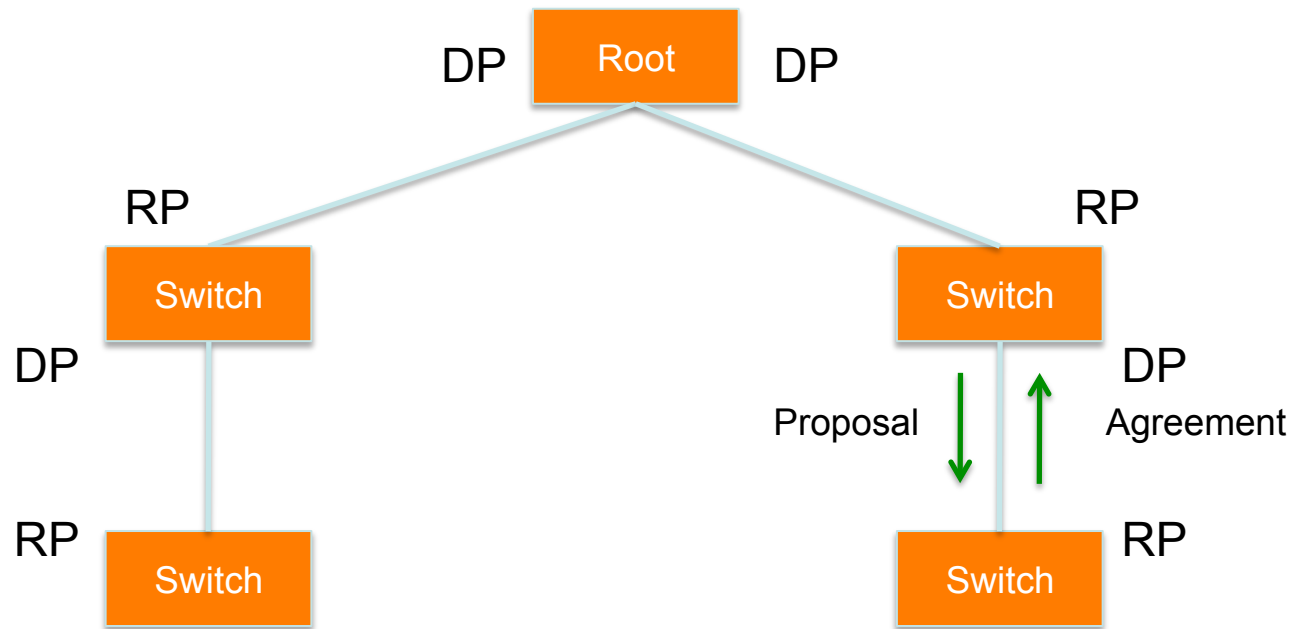 DP
Root
DP
RP
RP
Switch
Switch
DP
DP
Proposal
Agreement
RP
RP
Switch
Switch